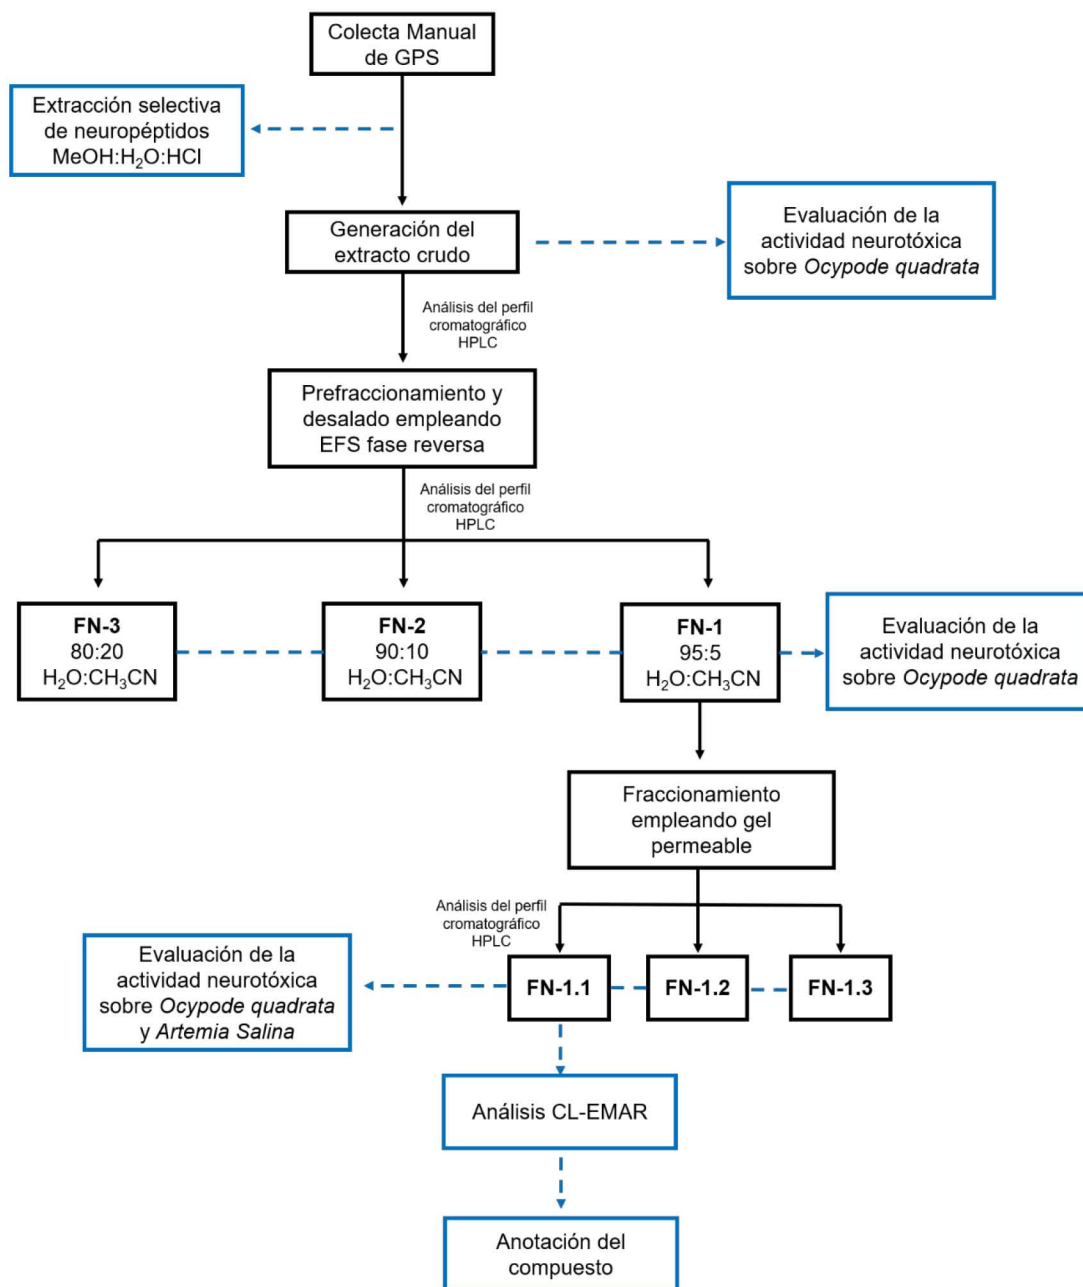 Colecta Manual
de GPS
Extracción selectiva
de neuropéptidos
MeOH:H₂O:HCl
Generación del
extracto crudo
Evaluación de la
actividad neurotóxica
sobre Ocypode quadrata
Análisis del perfil
cromatográfico
HPLC
Prefraccionamiento y
desalado empleando
EFS fase reversa
Análisis del perfil
cromatográfico
HPLC
FN-3
80:20
H₂O:CH₃CN
FN-2
90:10
H₂O:CH₃CN
FN-1
95:5
H₂O:CH₃CN
Evaluación de la
actividad neurotóxica
sobre Ocypode quadrata
Fraccionamiento
empleando gel
permeable
Análisis del perfil
cromatográfico
HPLC
Evaluación de la
actividad neurotóxica
sobre Ocypode quadrata
y Artemia Salina
FN-1.1
FN-1.2
FN-1.3
Análisis CL-EMAR
Anotación del
compuesto